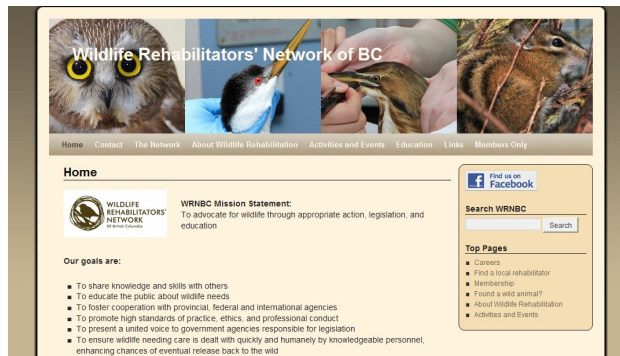 Wildlife Rehabilitators' Network of BC
Home Contact The Network About Wildlife Rehabilitation Activities and Events Education Links Members Only
Home
WILDLIFE
REHABILITATORS'
NETWORK
Of British Columbia
WRNBC Mission Statement:
To advocate for wildlife through appropriate action, legislation, and
education
Our goals are:
To share knowledge and skills with others
To educate the public about wildlife needs
To foster cooperation with provincial, federal and international agencies
To promote high standards of practice, ethics, and professional conduct
To present a united voice to government agencies responsible for legislation
To ensure wildlife needing care is dealt with quickly and humanely by knowledgeable personnel,
enhancing chances of eventual release back to the wild
Find us on
Facebook
Search WRNBC
Search
Top Pages
Careers
Find a local rehabilitator
Membership
Found a wild animal?
About Wildlife Rehabilitation
Activities and Events